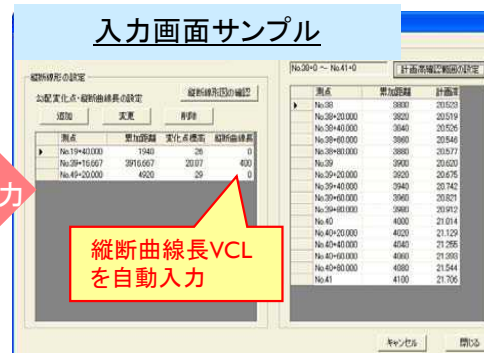 入力画面サンプル
力
縦断線形の設定
勾配変化点・縦断曲線長の設定
縦断線形図の確認
追加 変更 削除
測点 累加距離 変化点標高 縦断曲線長
No.19+40.000 1940 26 0
No.39+16.667 3916.667 20.07 400
No.49+20.000 4920 29 0
縦断曲線長VCL
を自動入力
No.38+0 ～ No.41+0 計画高確認範囲の設定
測点 累加距離 計画高
No.38 3800 20.523
No.38+20.000 3820 20.519
No.38+40.000 3840 20.526
No.38+60.000 3860 20.546
No.38+80.000 3880 20.577
No.39 3900 20.620
No.39+20.000 3920 20.675
No.39+40.000 3940 20.742
No.39+60.000 3960 20.821
No.39+80.000 3980 20.912
No.40 4000 21.014
No.40+20.000 4020 21.129
No.40+40.000 4040 21.255
No.40+60.000 4060 21.393
No.40+80.000 4080 21.544
No.41 4100 21.706
キャンセル 閉じる